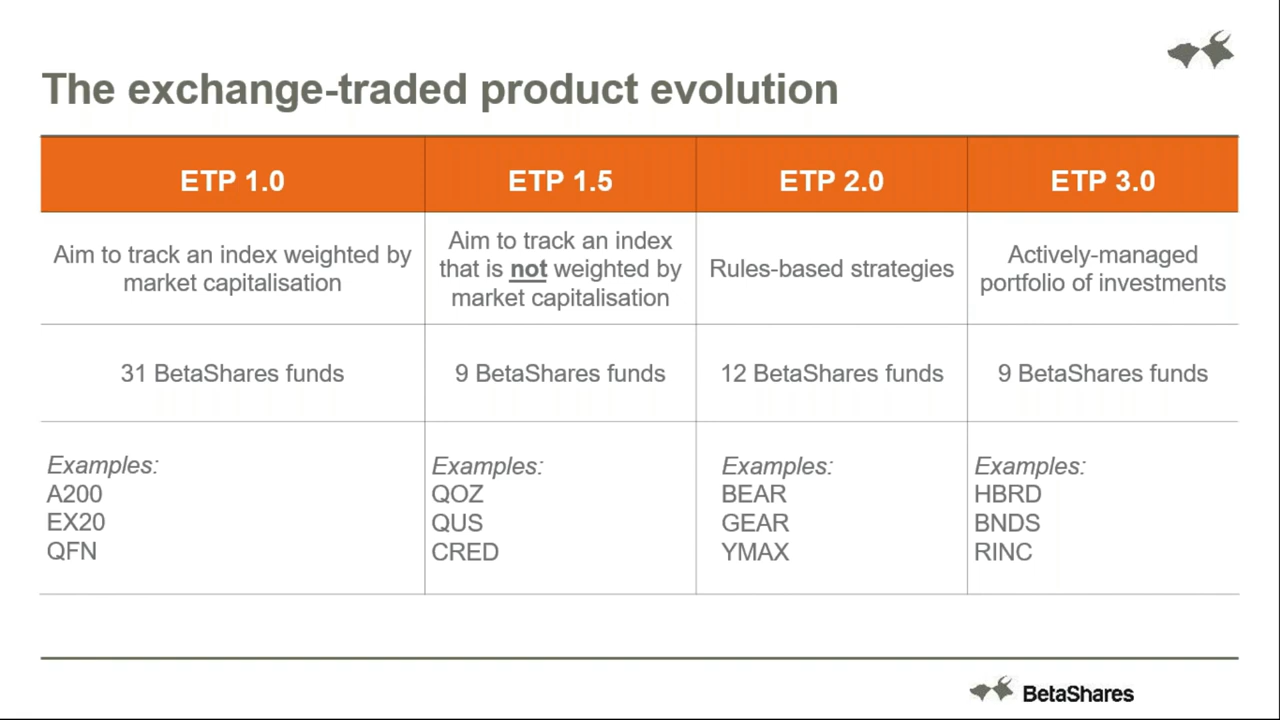 The exchange-traded product evolution
ETP 1.0
ETP 1.5
ETP 2.0
ETP 3.0
Aim to track an index weighted by
market capitalisation
Aim to track an index
that is not weighted by
market capitalisation
Rules-based strategies
Actively-managed
portfolio of investments
31 BetaShares funds
9 BetaShares funds
12 BetaShares funds
9 BetaShares funds
Examples:
A200
EX20
QFN
Examples:
QOZ
QUS
CRED
Examples:
BEAR
GEAR
YMAX
Examples:
HBRD
BNDS
RINC
BetaShares